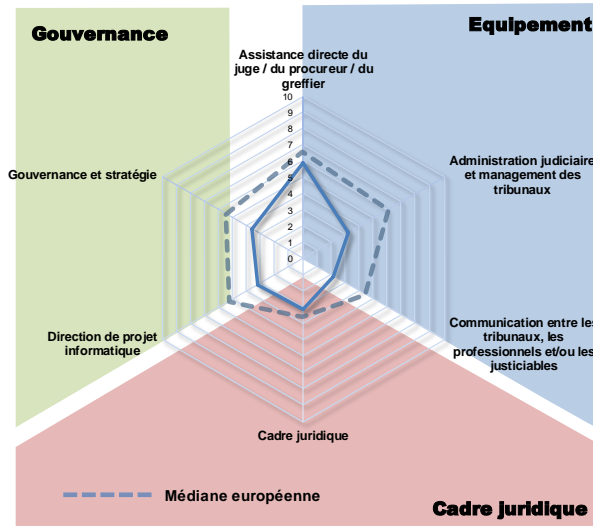 Gouvernance
Equipement
Assistance directe du
juge / du procureur / du
greffier
10
9
8
7
6
5
4
3
2
1
0
Gouvernance et stratégie
Administration judiciaire
et management des
tribunaux
Direction de projet
informatique
Communication entre les
tribunaux, les
professionnels et/ou les
justiciables
Cadre juridique
Médiane européenne
Cadre juridique